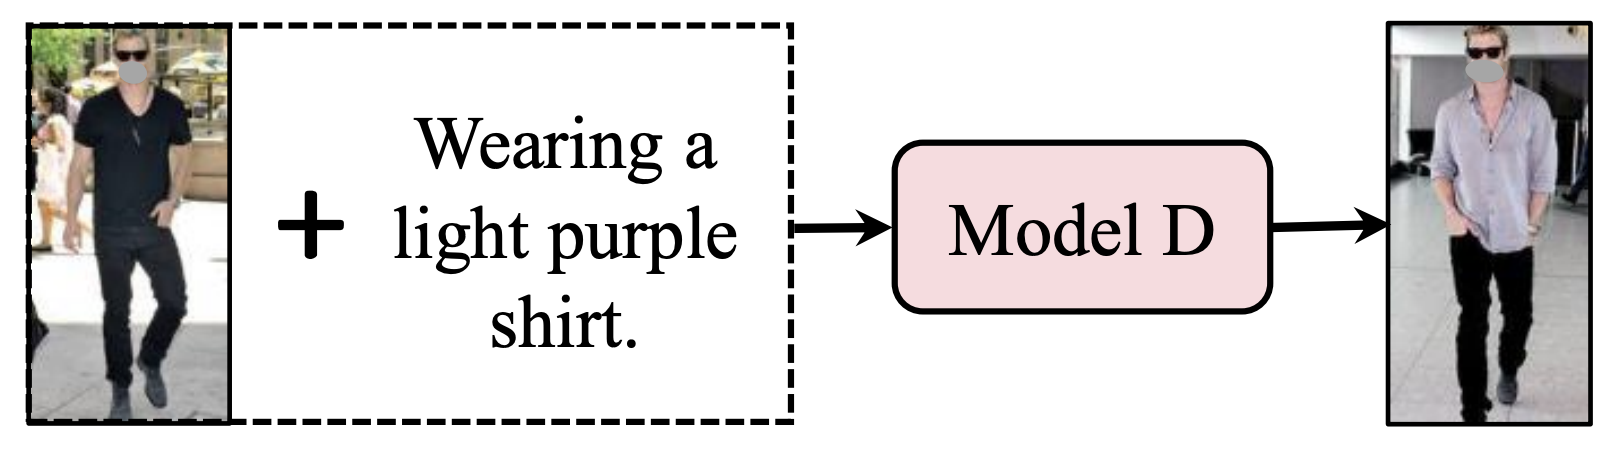 +
Wearing a
light purple
shirt.
Model D